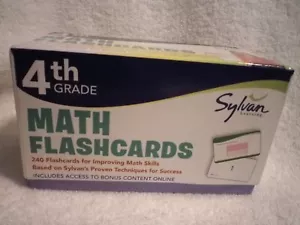 4th
GRADE
MATH
FLASHCARDS
240 Flashcards for Improving Math Skills
Based on Sylvan's Proven Techniques for Success
INCLUDES ACCESS TO BONUS CONTENT ONLINE
Sylvan
Learning